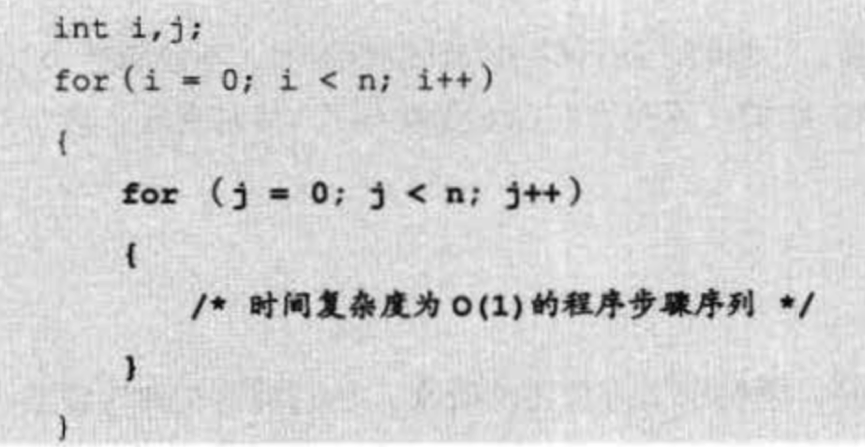 int i,j;
for(i = 0; i < n; i++)
{
for (j = 0; j < n; j++)
{
/* 时间复杂度为O(1)的程序步骤序列 */
}
}